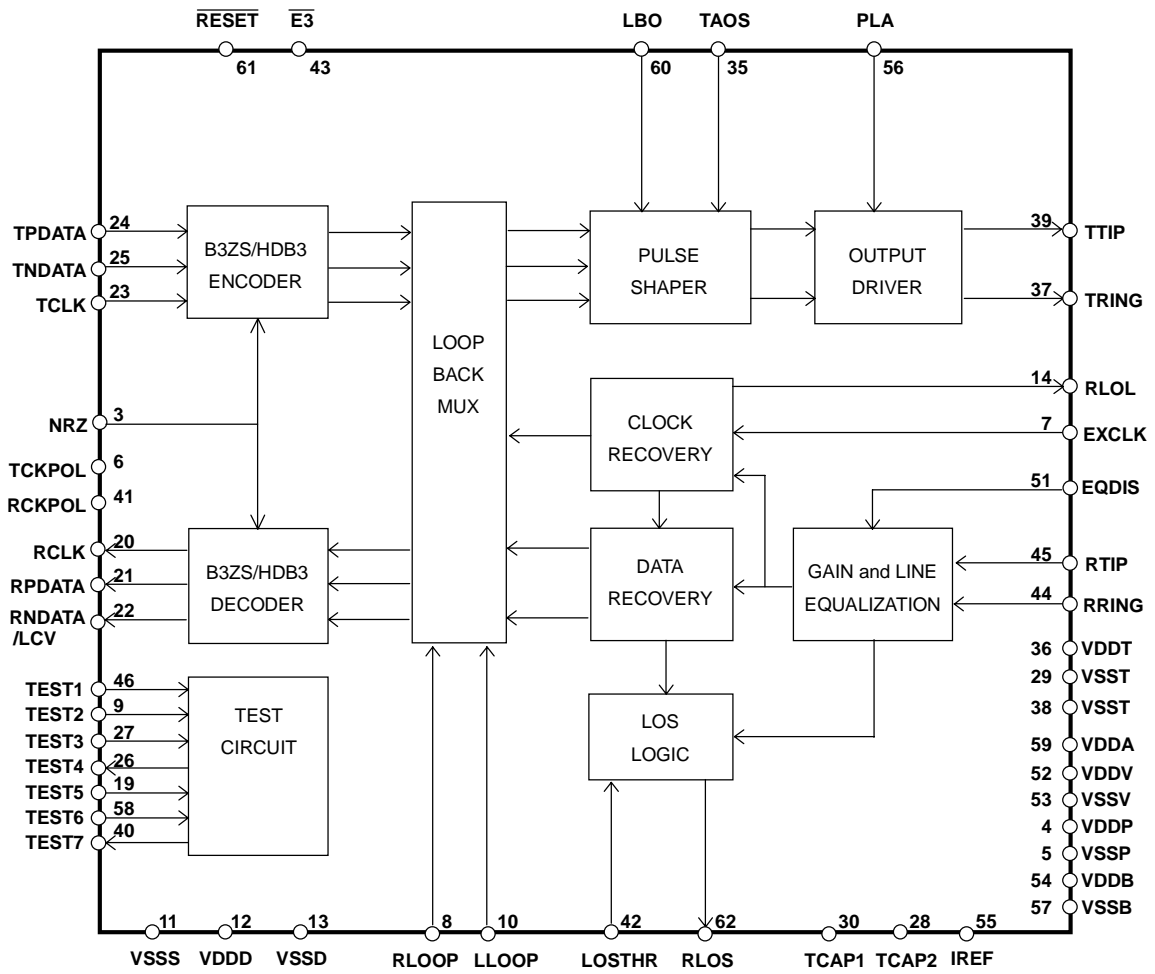 RESET E3 LBO TAOS PLA
61 43 60 35 56
TPDATA 24
TNDATA 25
TCLK 23
B3ZS/HDB3
ENCODER
LOOP
BACK
MUX
PULSE
SHAPER
OUTPUT
DRIVER
39 TTIP
37 TRING
NRZ 3
TCKPOL 6
RCKPOL 41
CLOCK
RECOVERY
14 RLOL
7 EXCLK
51 EQDIS
RCLK 20
RPDATA 21
RNDATA 22
/LCV
B3ZS/HDB3
DECODER
DATA
RECOVERY
GAIN and LINE
EQUALIZATION
45 RTIP
44 RRING
36 VDDT
29 VSST
38 VSST
59 VDDA
52 VDDV
53 VSSV
4 VDDP
5 VSSP
54 VDDB
57 VSSB
TEST1 46
TEST2 9
TEST3 27
TEST4 26
TEST5 19
TEST6 58
TEST7 40
TEST
CIRCUIT
LOS
LOGIC
11 12 13 8 10 42 62 30 28 55
VSSS VDDD VSSD RLOOP LLOOP LOSTHR RLOS TCAP1 TCAP2 IREF